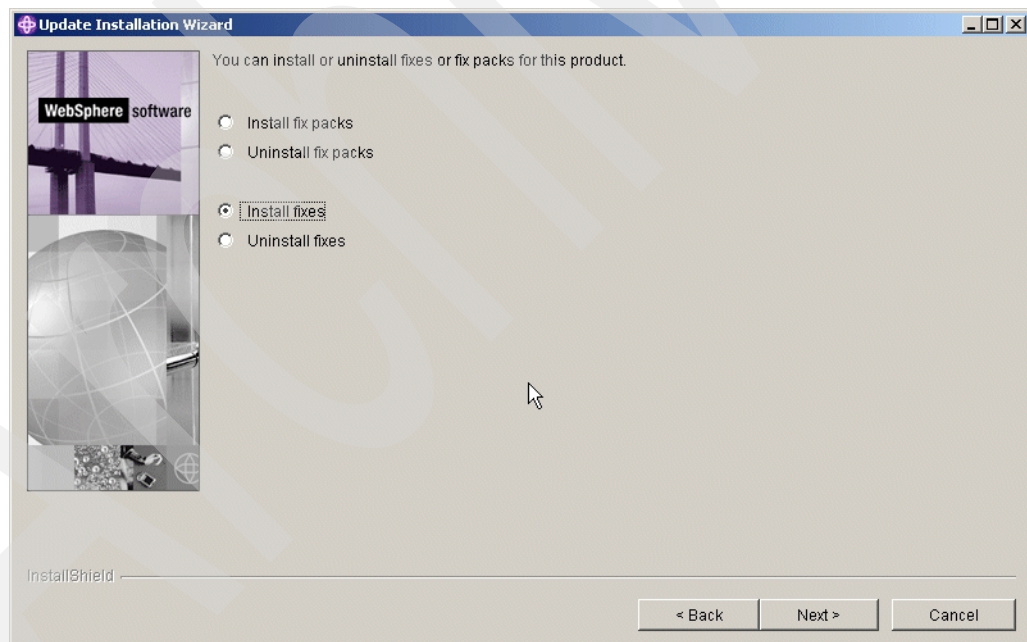 Update Installation Wizard
You can install or uninstall fixes or fix packs for this product.
WebSphere software
Install fix packs
Uninstall fix packs
Install fixes
Uninstall fixes
InstallShield
< Back
Next >
Cancel